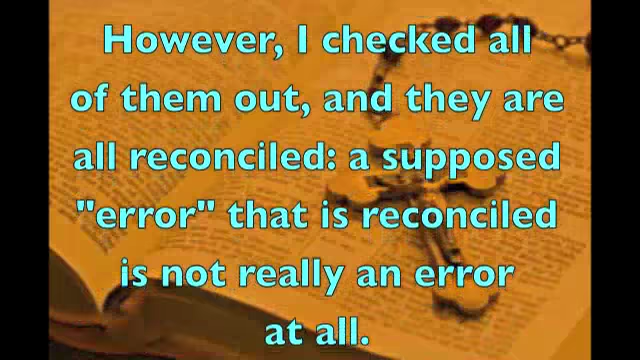 However, I checked all
of them out, and they are
all reconciled: a supposed
"error" that is reconciled
is not really an error
at all.